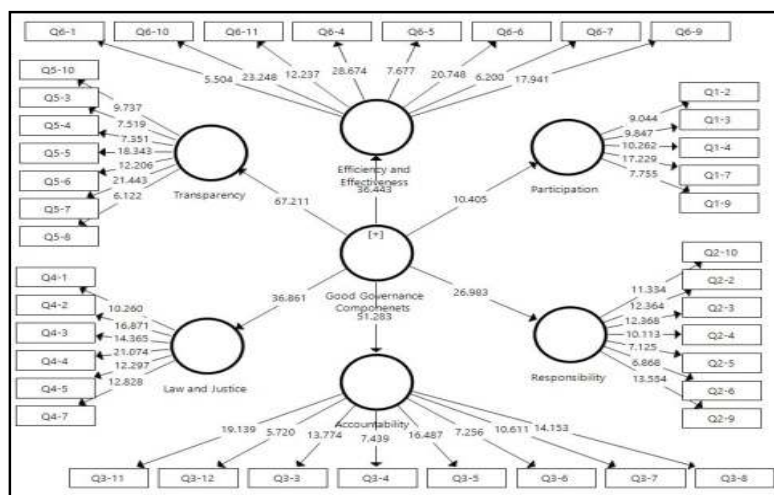 Q6-1 Q6-10 Q6-11 Q6-4 Q6-5 Q6-6 Q6-7 Q6-9
5.504 23.248 12.237 28.674 7.677 20.748 6.200 17.941
Q5-10
Q5-3
Q5-4
Q5-5
Q5-6
Q5-7
Q5-8
9.737
7.519
7.351
18.343
12.206
21.443
6.122
Transparency
Efficiency and
Effectiveness
36.443
Q1-2
Q1-3
Q1-4
Q1-7
Q1-9
9.044
9.847
10.262
17.229
7.755
Participation
67.211
10.405
[+]
Good Governance
Componenets
51.283
36.861
26.983
Q4-1
Q4-2
Q4-3
Q4-4
Q4-5
Q4-7
10.260
16.871
14.365
21.074
12.297
12.828
Law and Justice
Q2-10
Q2-2
Q2-3
Q2-4
Q2-5
Q2-6
Q2-9
11.334
12.364
12.368
10.113
7.125
6.868
13.554
Responsibility
Accountability
19.139 5.720 13.774 7.439 16.487 7.256 10.611 14.153
Q3-11 Q3-12 Q3-3 Q3-4 Q3-5 Q3-6 Q3-7 Q3-8